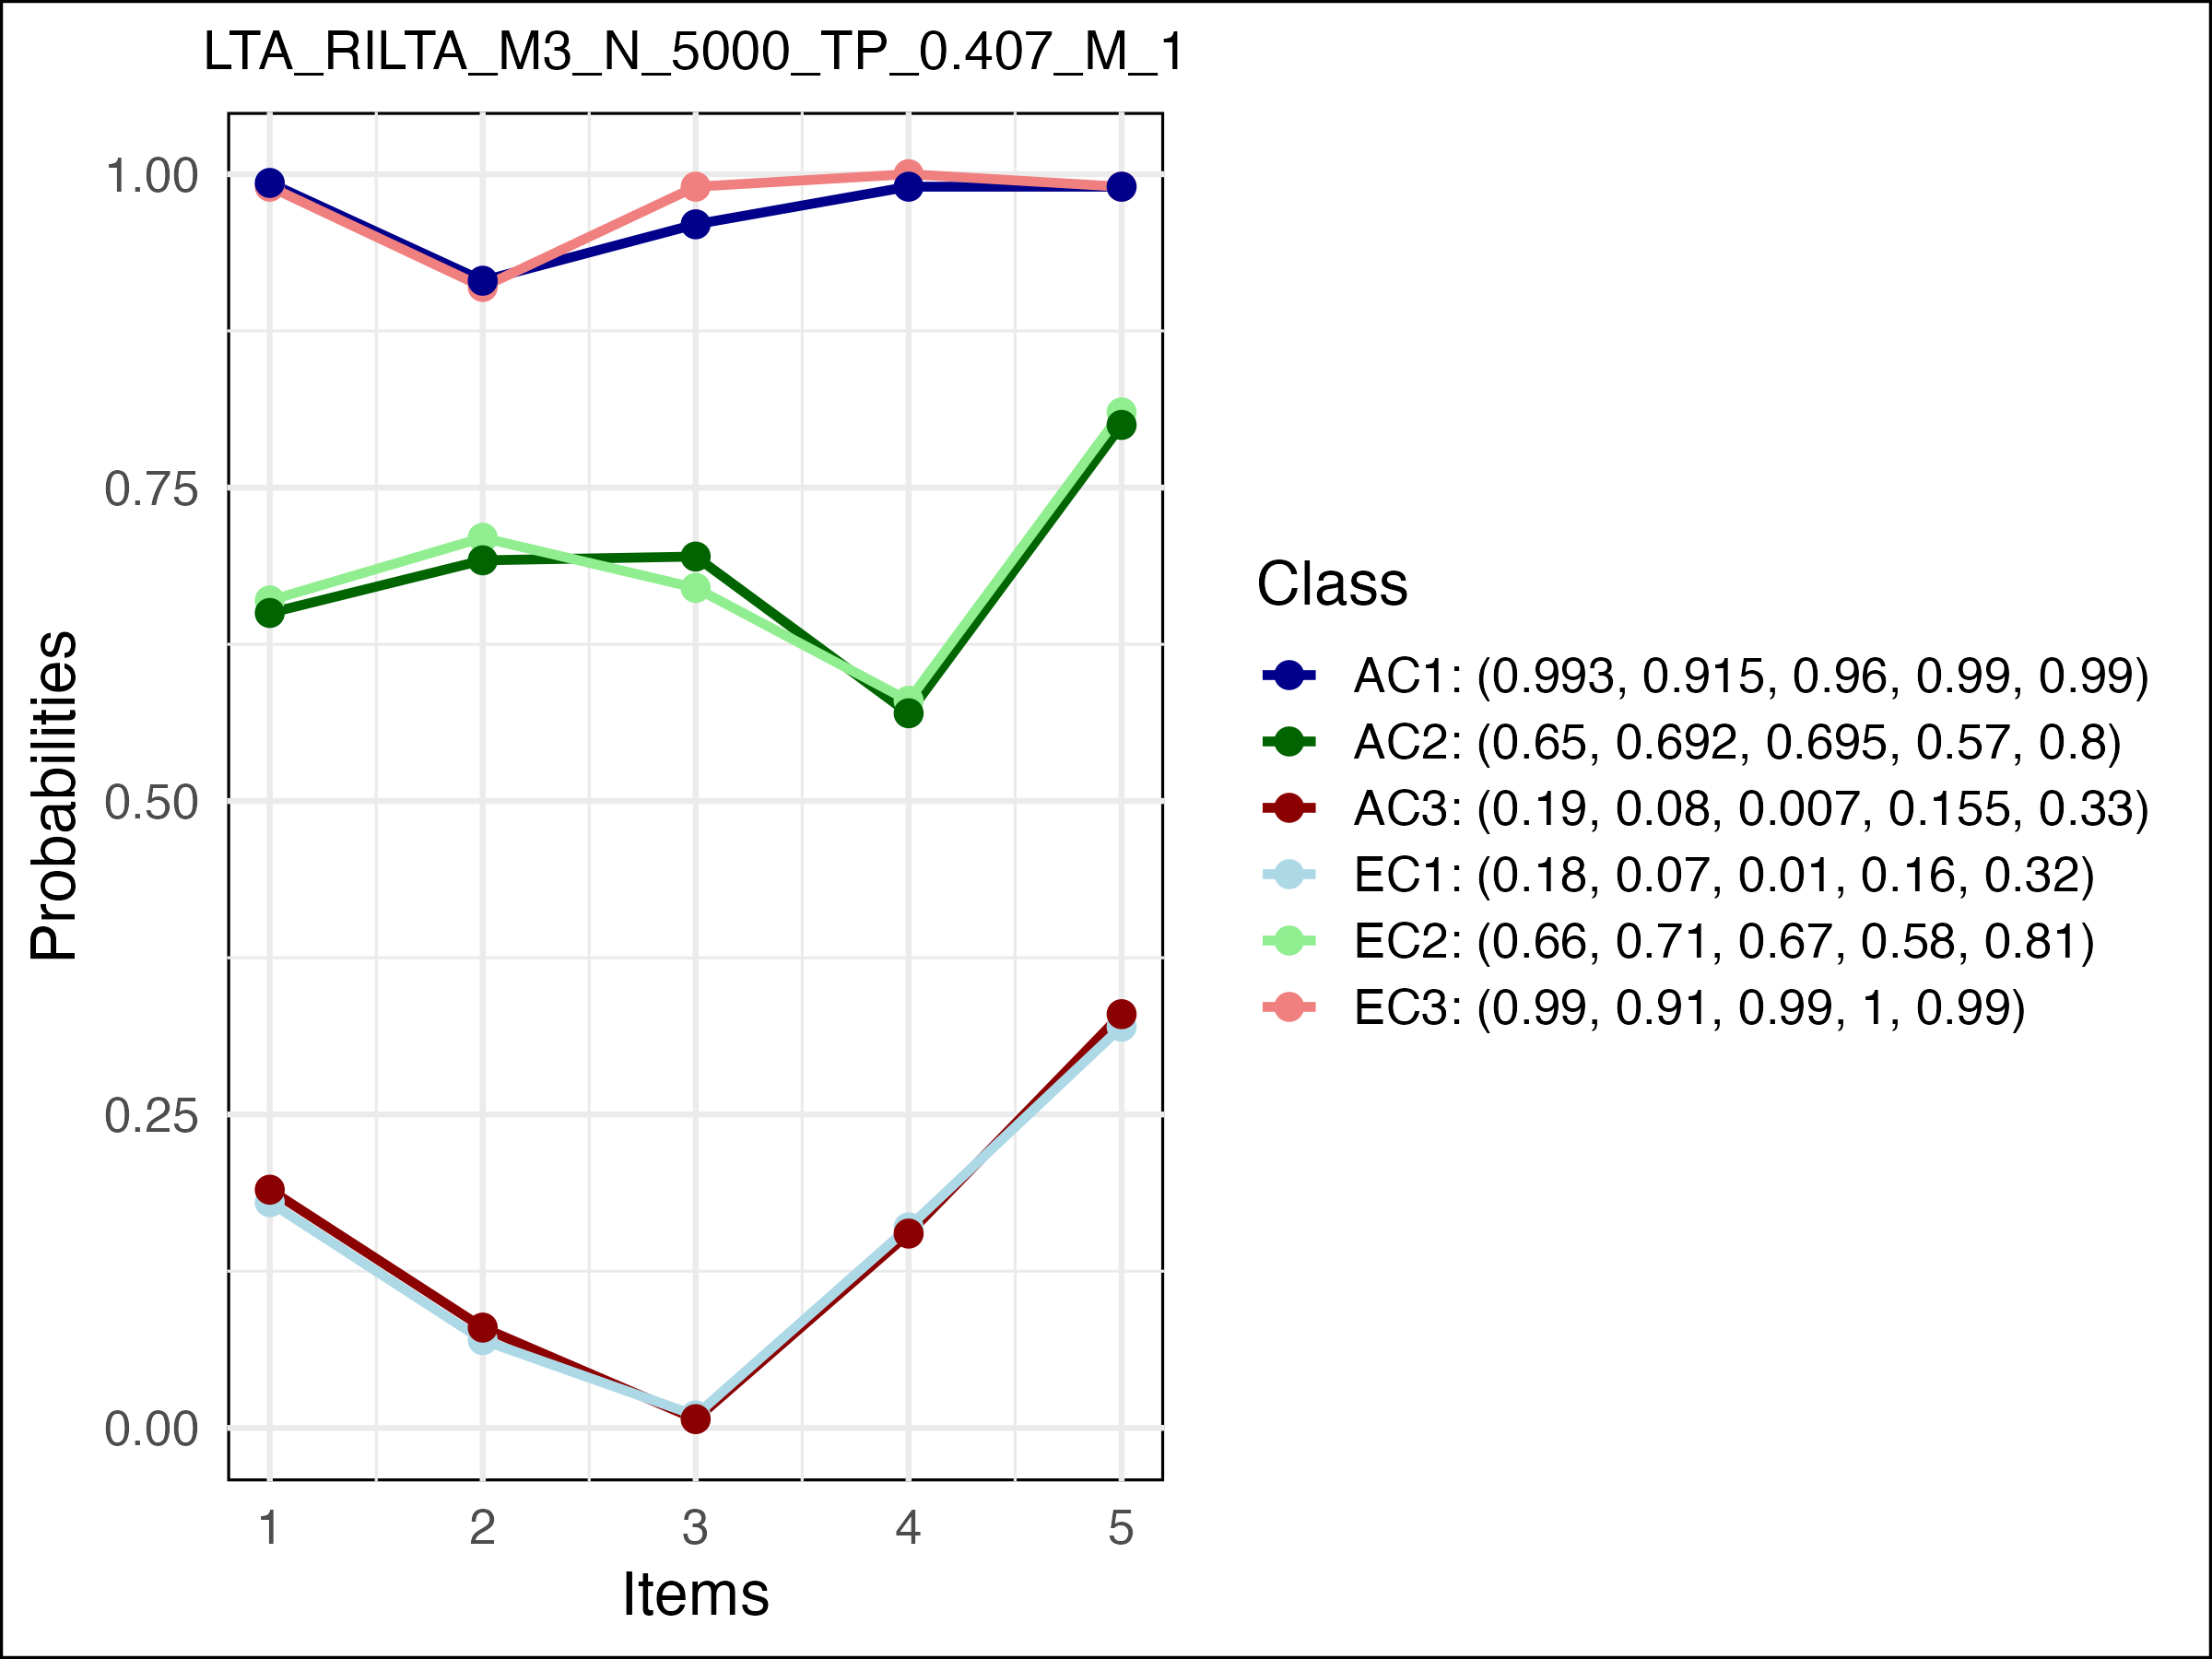 LTA_RILTA_M3_N_5000_TP_0.407_M_1
1.00
0.75
0.50
0.25
0.00
Probabilities
1 2 3 4 5
Items
Class
AC1: (0.993, 0.915, 0.96, 0.99, 0.99)
AC2: (0.65, 0.692, 0.695, 0.57, 0.8)
AC3: (0.19, 0.08, 0.007, 0.155, 0.33)
EC1: (0.18, 0.07, 0.01, 0.16, 0.32)
EC2: (0.66, 0.71, 0.67, 0.58, 0.81)
EC3: (0.99, 0.91, 0.99, 1, 0.99)